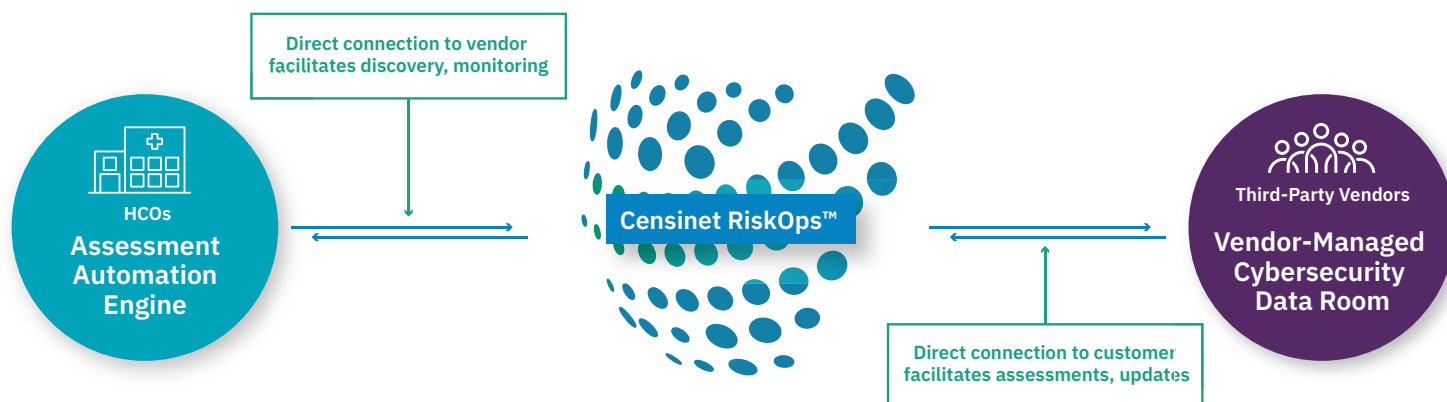 Direct connection to vendor
facilitates discovery, monitoring
HCOs
Assessment
Automation
Engine
Censinet RiskOps™
Third-Party Vendors
Vendor-Managed
Cybersecurity
Data Room
Direct connection to customer
facilitates assessments, updates